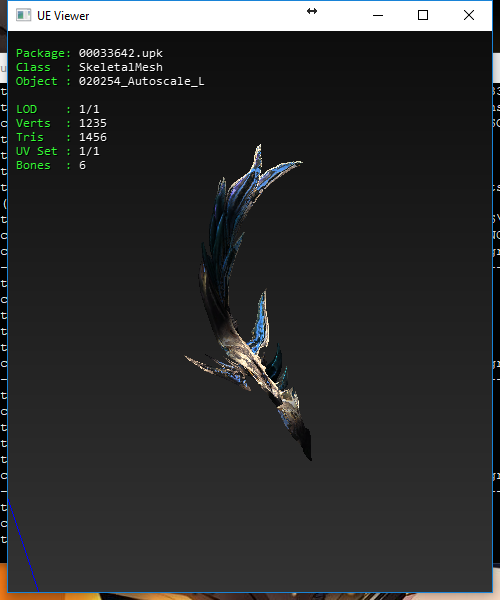 UE Viewer
Package: 00033642.upk
Class : SkeletalMesh
Object : 020254_Autoscale_L
LOD : 1/1
Verts : 1235
Tris : 1456
UV Set : 1/1
Bones : 6